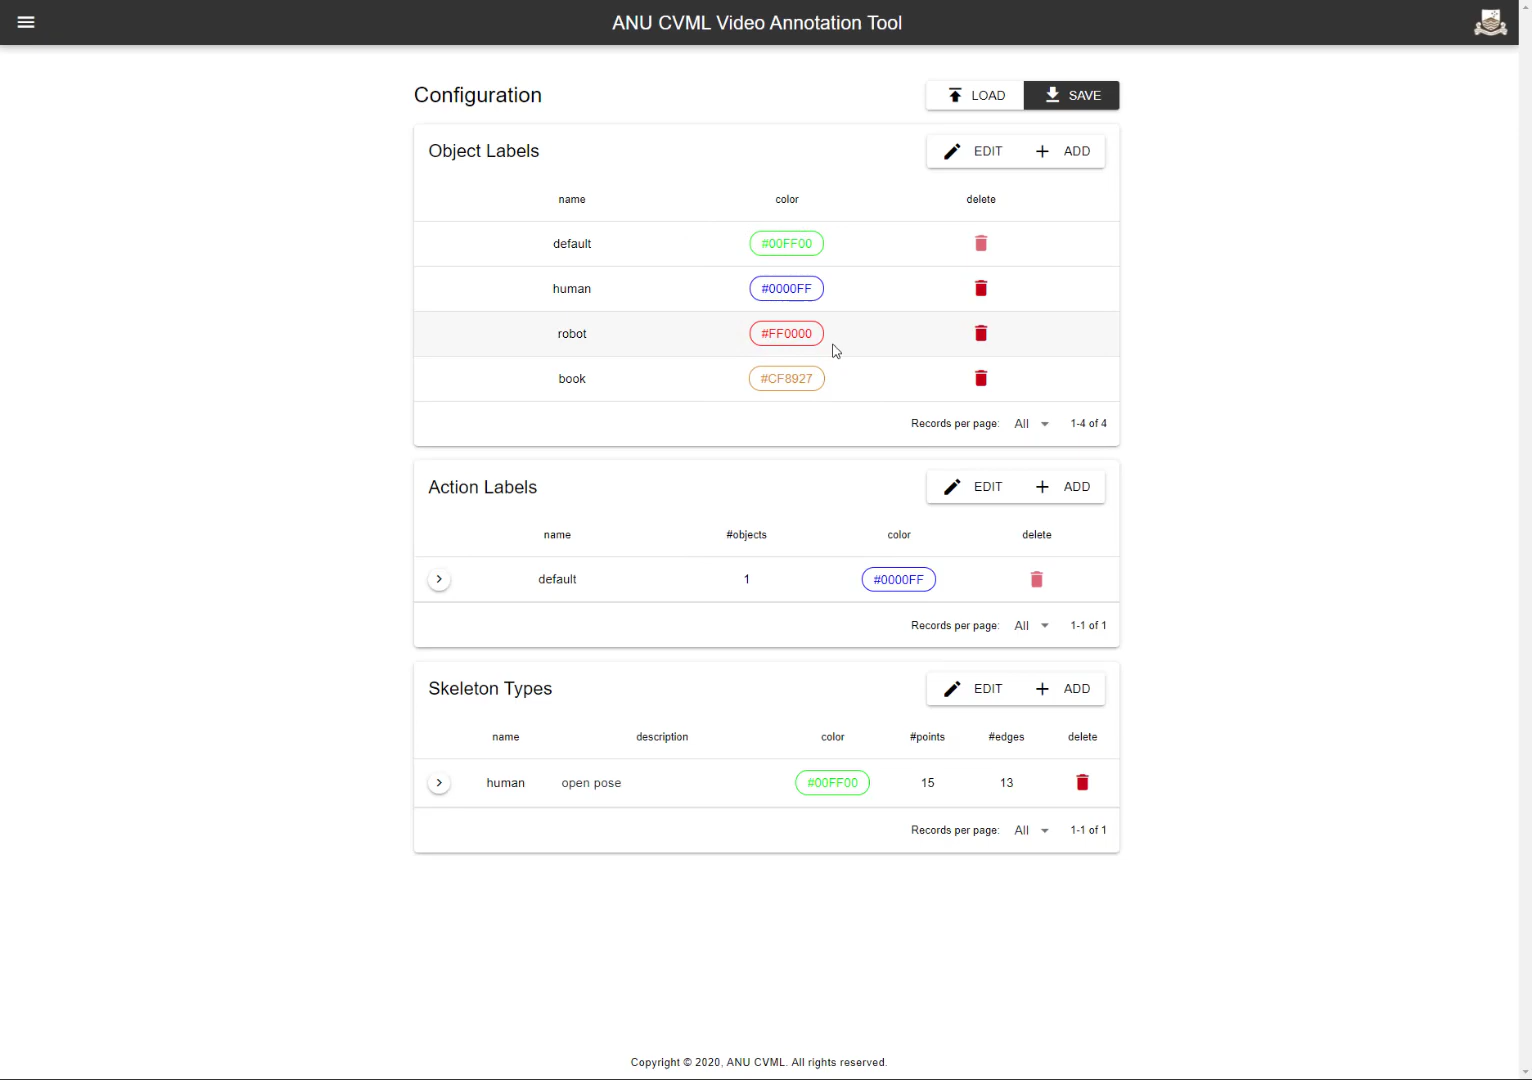 ANU CVML Video Annotation Tool
Configuration
LOAD SAVE
Object Labels
EDIT ADD
name color delete
default #00FF00
human #0000FF
robot #FF0000
book #CF8927
Records per page: All 1-4 of 4
Action Labels
EDIT ADD
name #objects color delete
default 1 #0000FF
Records per page: All 1-1 of 1
Skeleton Types
EDIT ADD
name description color #points #edges delete
human open pose #00FF00 15 13
Records per page: All 1-1 of 1
Copyright © 2020, ANU CVML. All rights reserved.